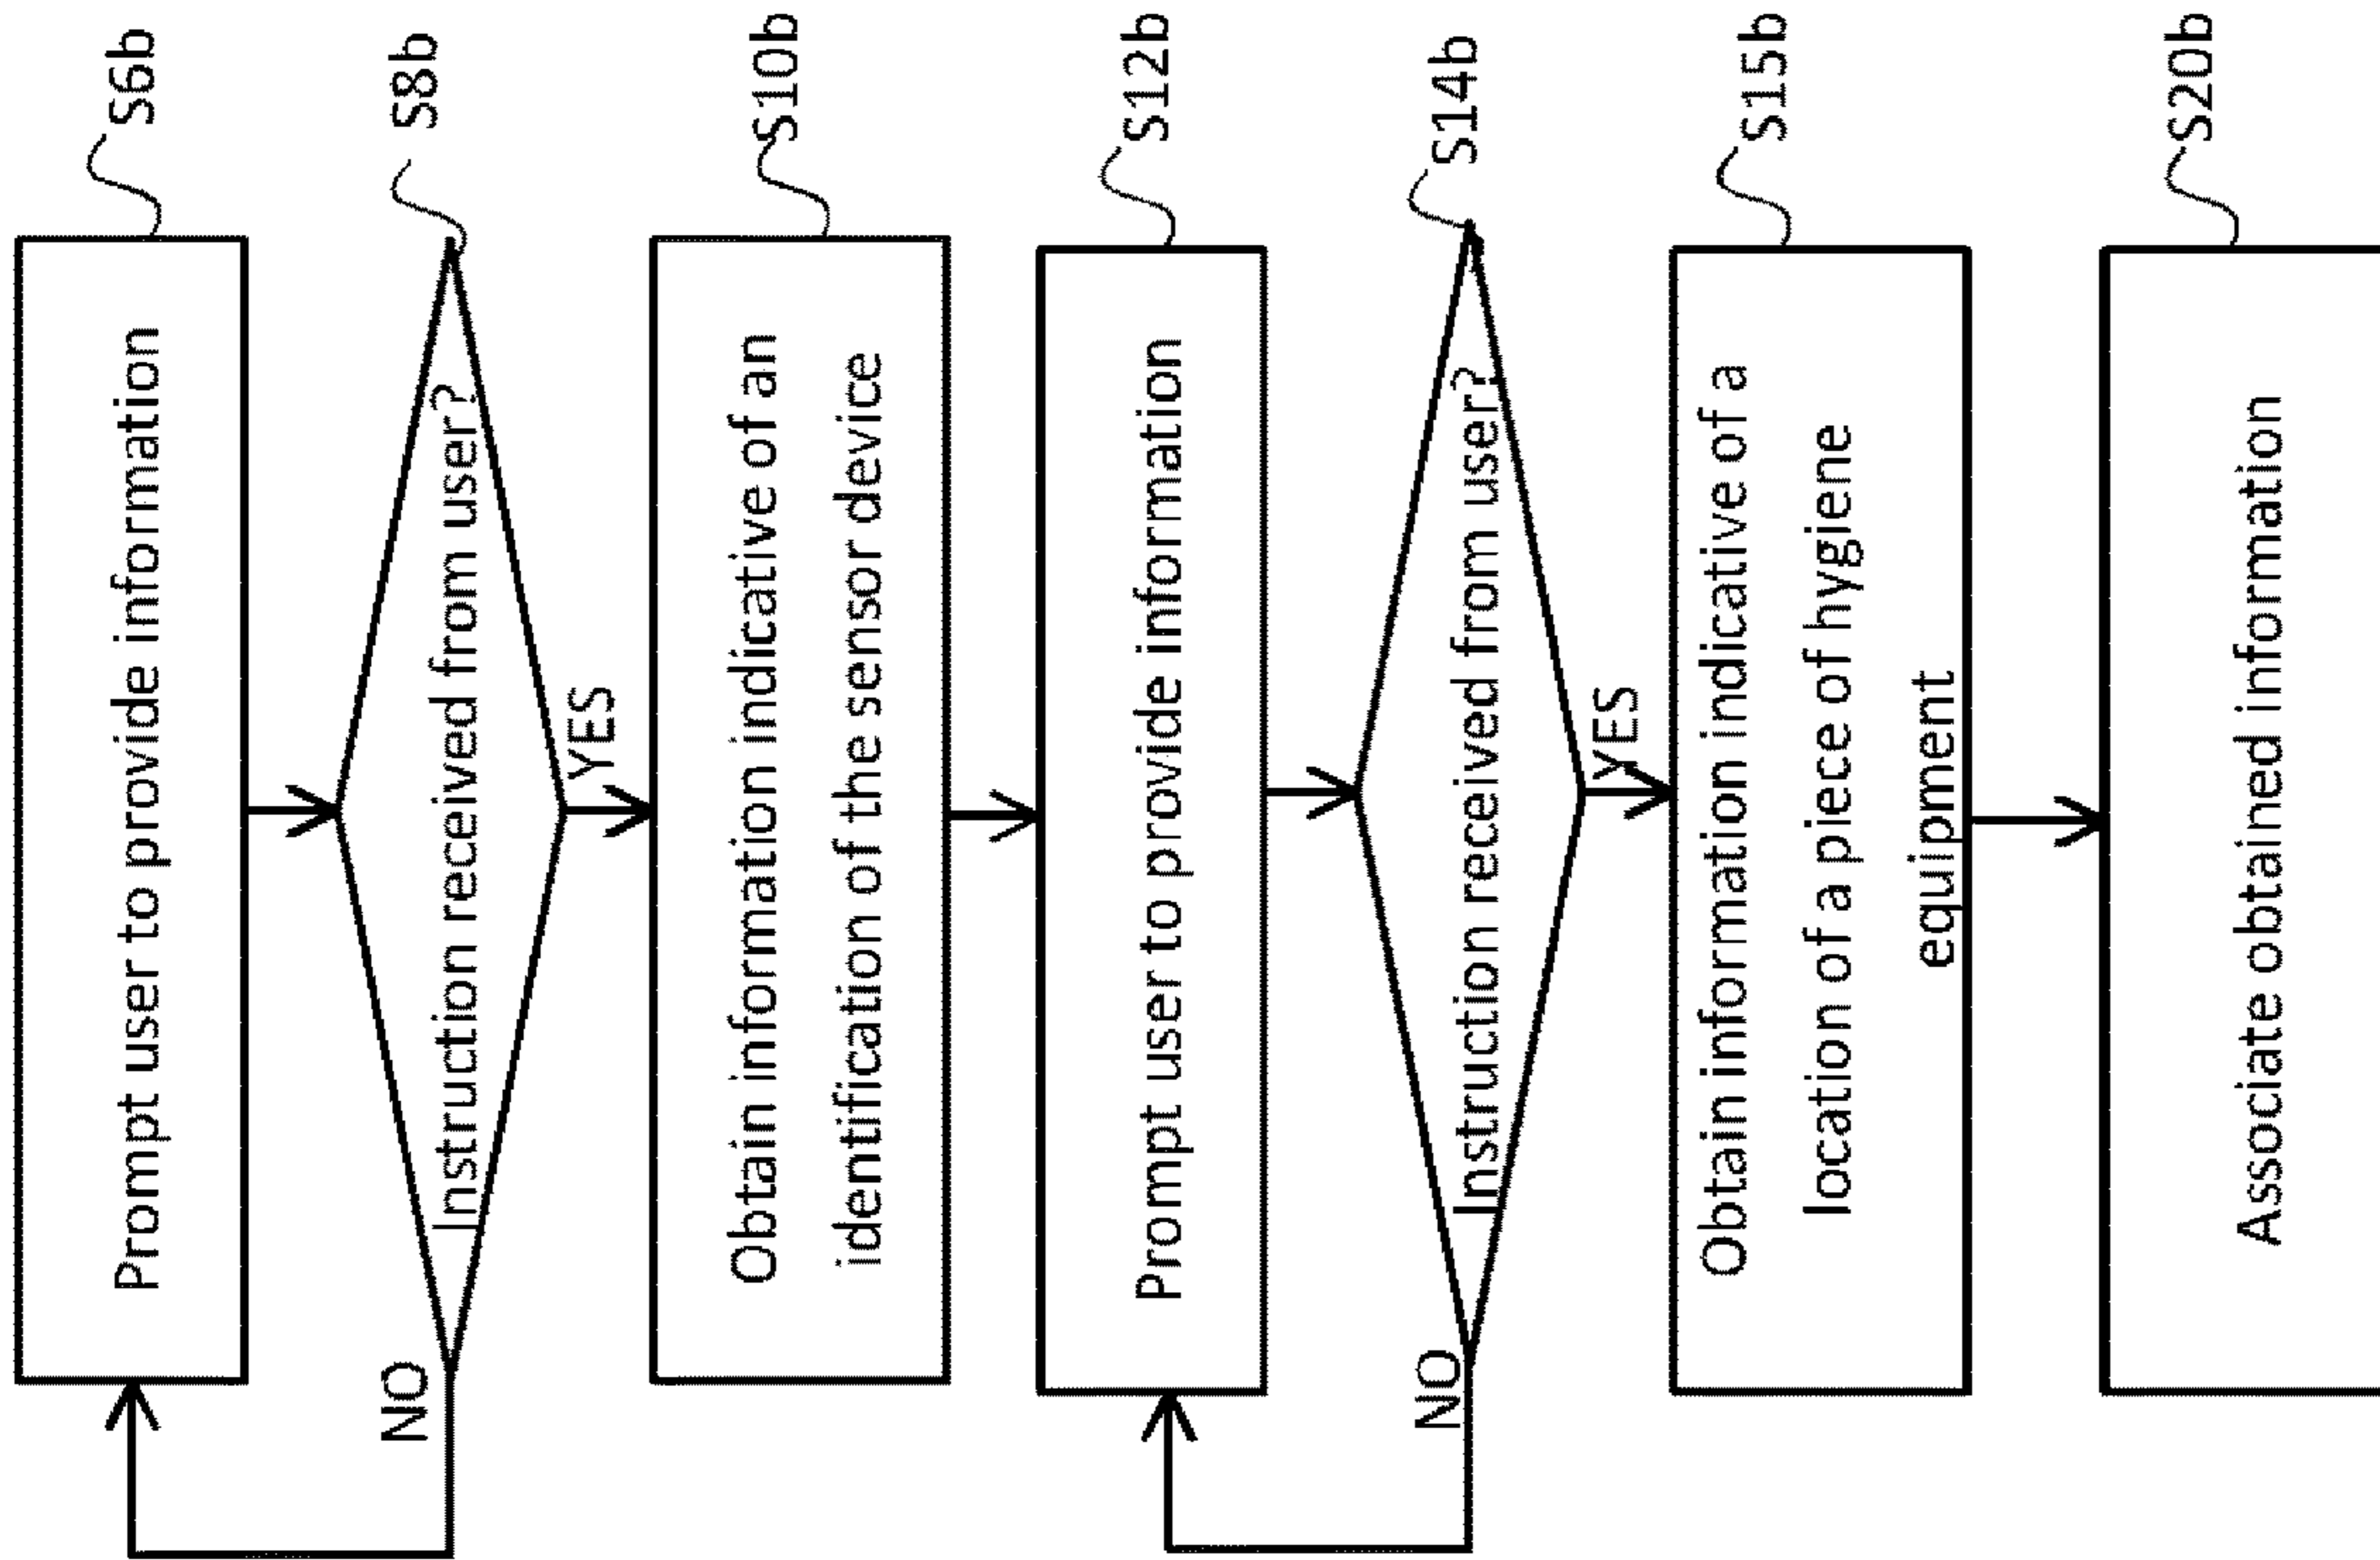 Prompt user to provide information
S6b
Instruction received from user?
S8b
NO
YES
Obtain information indicative of an
identification of the sensor device
S10b
Prompt user to provide information
S12b
Instruction received from user?
S14b
NO
YES
Obtain information indicative of a
location of a piece of hygiene
equipment
S15b
Associate obtained information
S20b